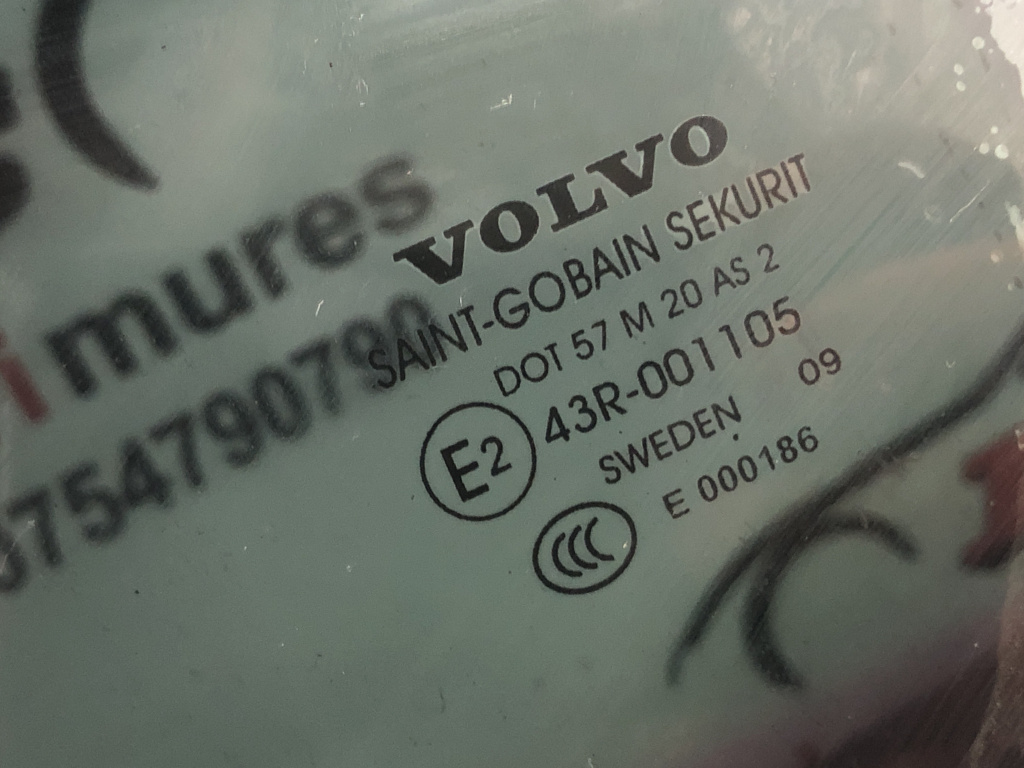 VOLVO
SAINT-GOBAIN SEKURIT
DOT 57 M 20 AS 2
E2 43R-001105
SWEDEN 09
CCC E 000186
mures
0754790790